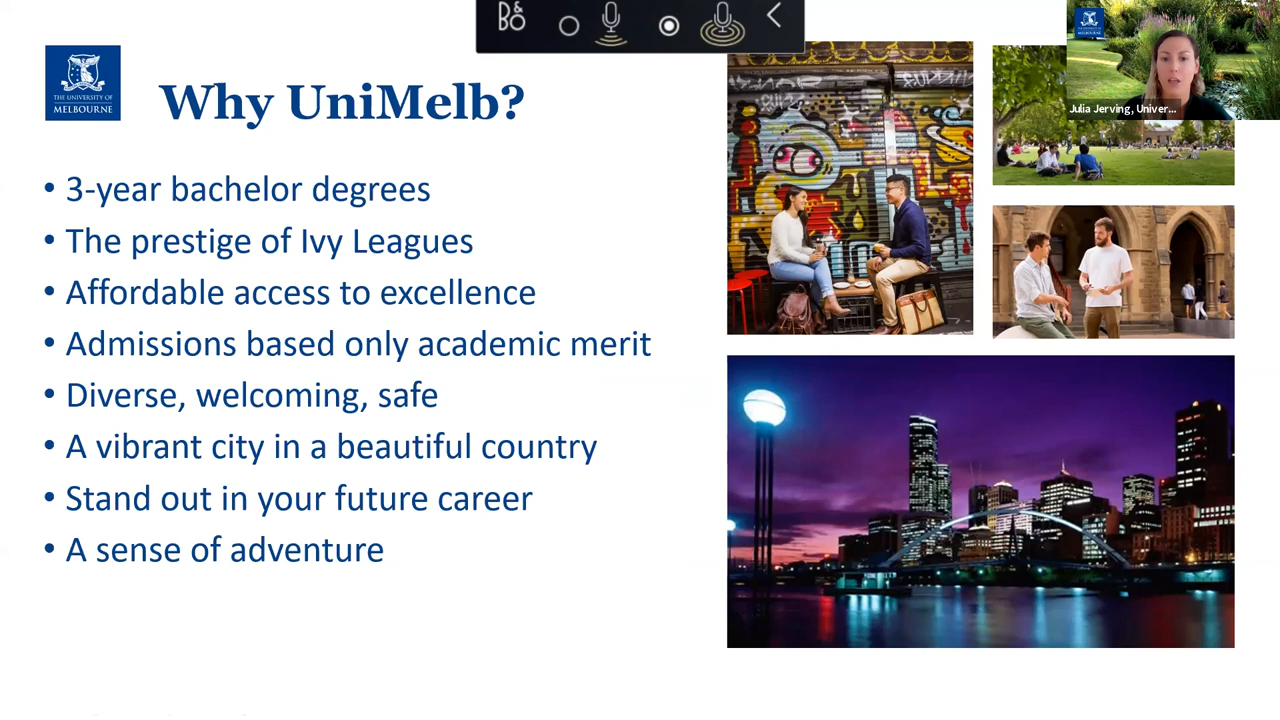 B&O
THE UNIVERSITY OF
MELBOURNE
Why UniMelb?
• 3-year bachelor degrees
• The prestige of Ivy Leagues
• Affordable access to excellence
• Admissions based only academic merit
• Diverse, welcoming, safe
• A vibrant city in a beautiful country
• Stand out in your future career
• A sense of adventure
MELBOURNE
Julia Jerving, Univer...